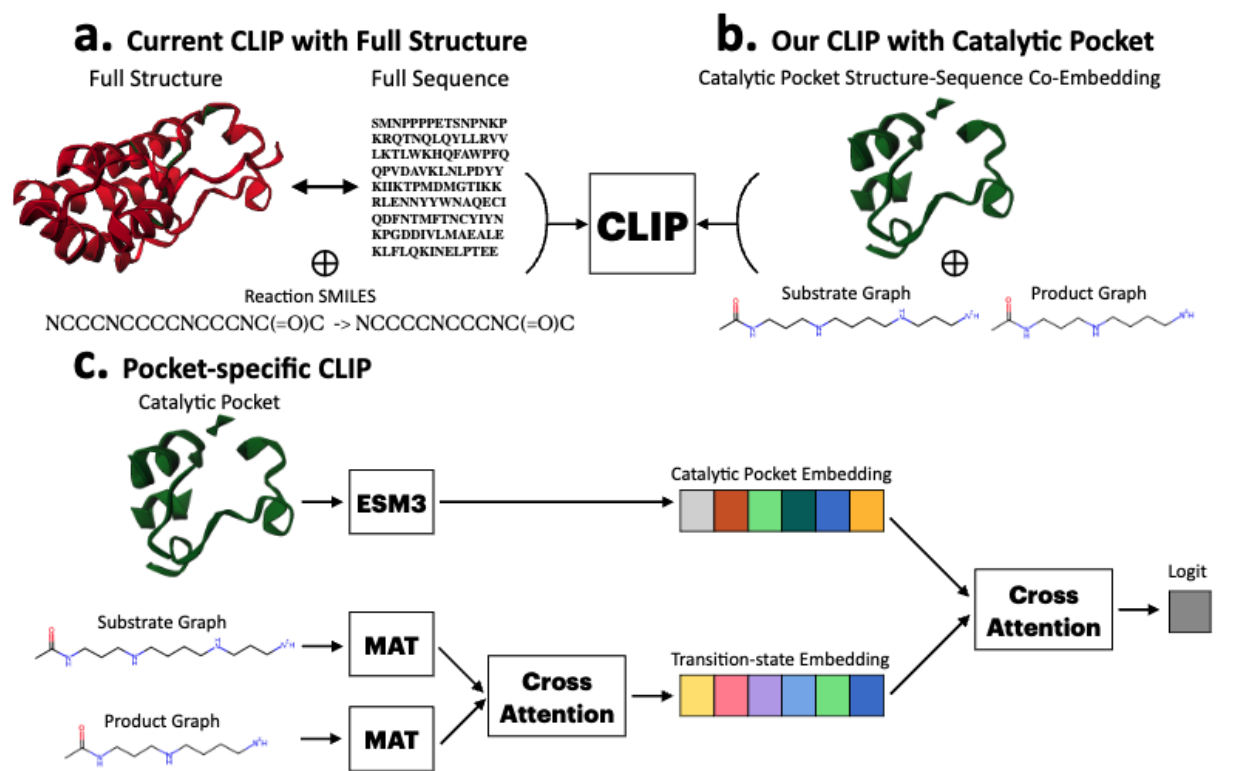 a. Current CLIP with Full Structure
Full Structure
Full Sequence
SMNPPPPETSNPNKP
KRQTNQLQYLLRVV
LKTLWKHQFAWPFQ
QPVDAVKLNLPDYY
KIIKTPMDMGTIKK
RLENNYYWNAQECI
QDFNTMFTNCYIYN
KPGDDIVLMAEALE
KLFLQKINELPTEE
Reaction SMILES
NCCCNCCCCNCCCNC(=O)C -> NCCCCNCCCNC(=O)C
CLIP
b. Our CLIP with Catalytic Pocket
Catalytic Pocket Structure-Sequence Co-Embedding
Substrate Graph
Product Graph
c. Pocket-specific CLIP
Catalytic Pocket
ESM3
Catalytic Pocket Embedding
Substrate Graph
MAT
Product Graph
MAT
Cross
Attention
Transition-state Embedding
Cross
Attention
Logit